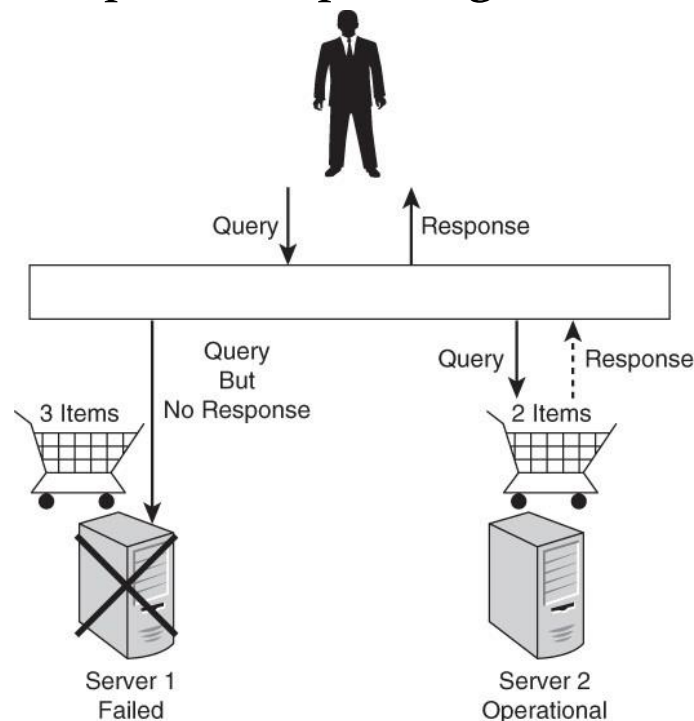 Query
Response
Query
But
No Response
Query
Response
3 Items
2 Items
Server 1
Failed
Server 2
Operational